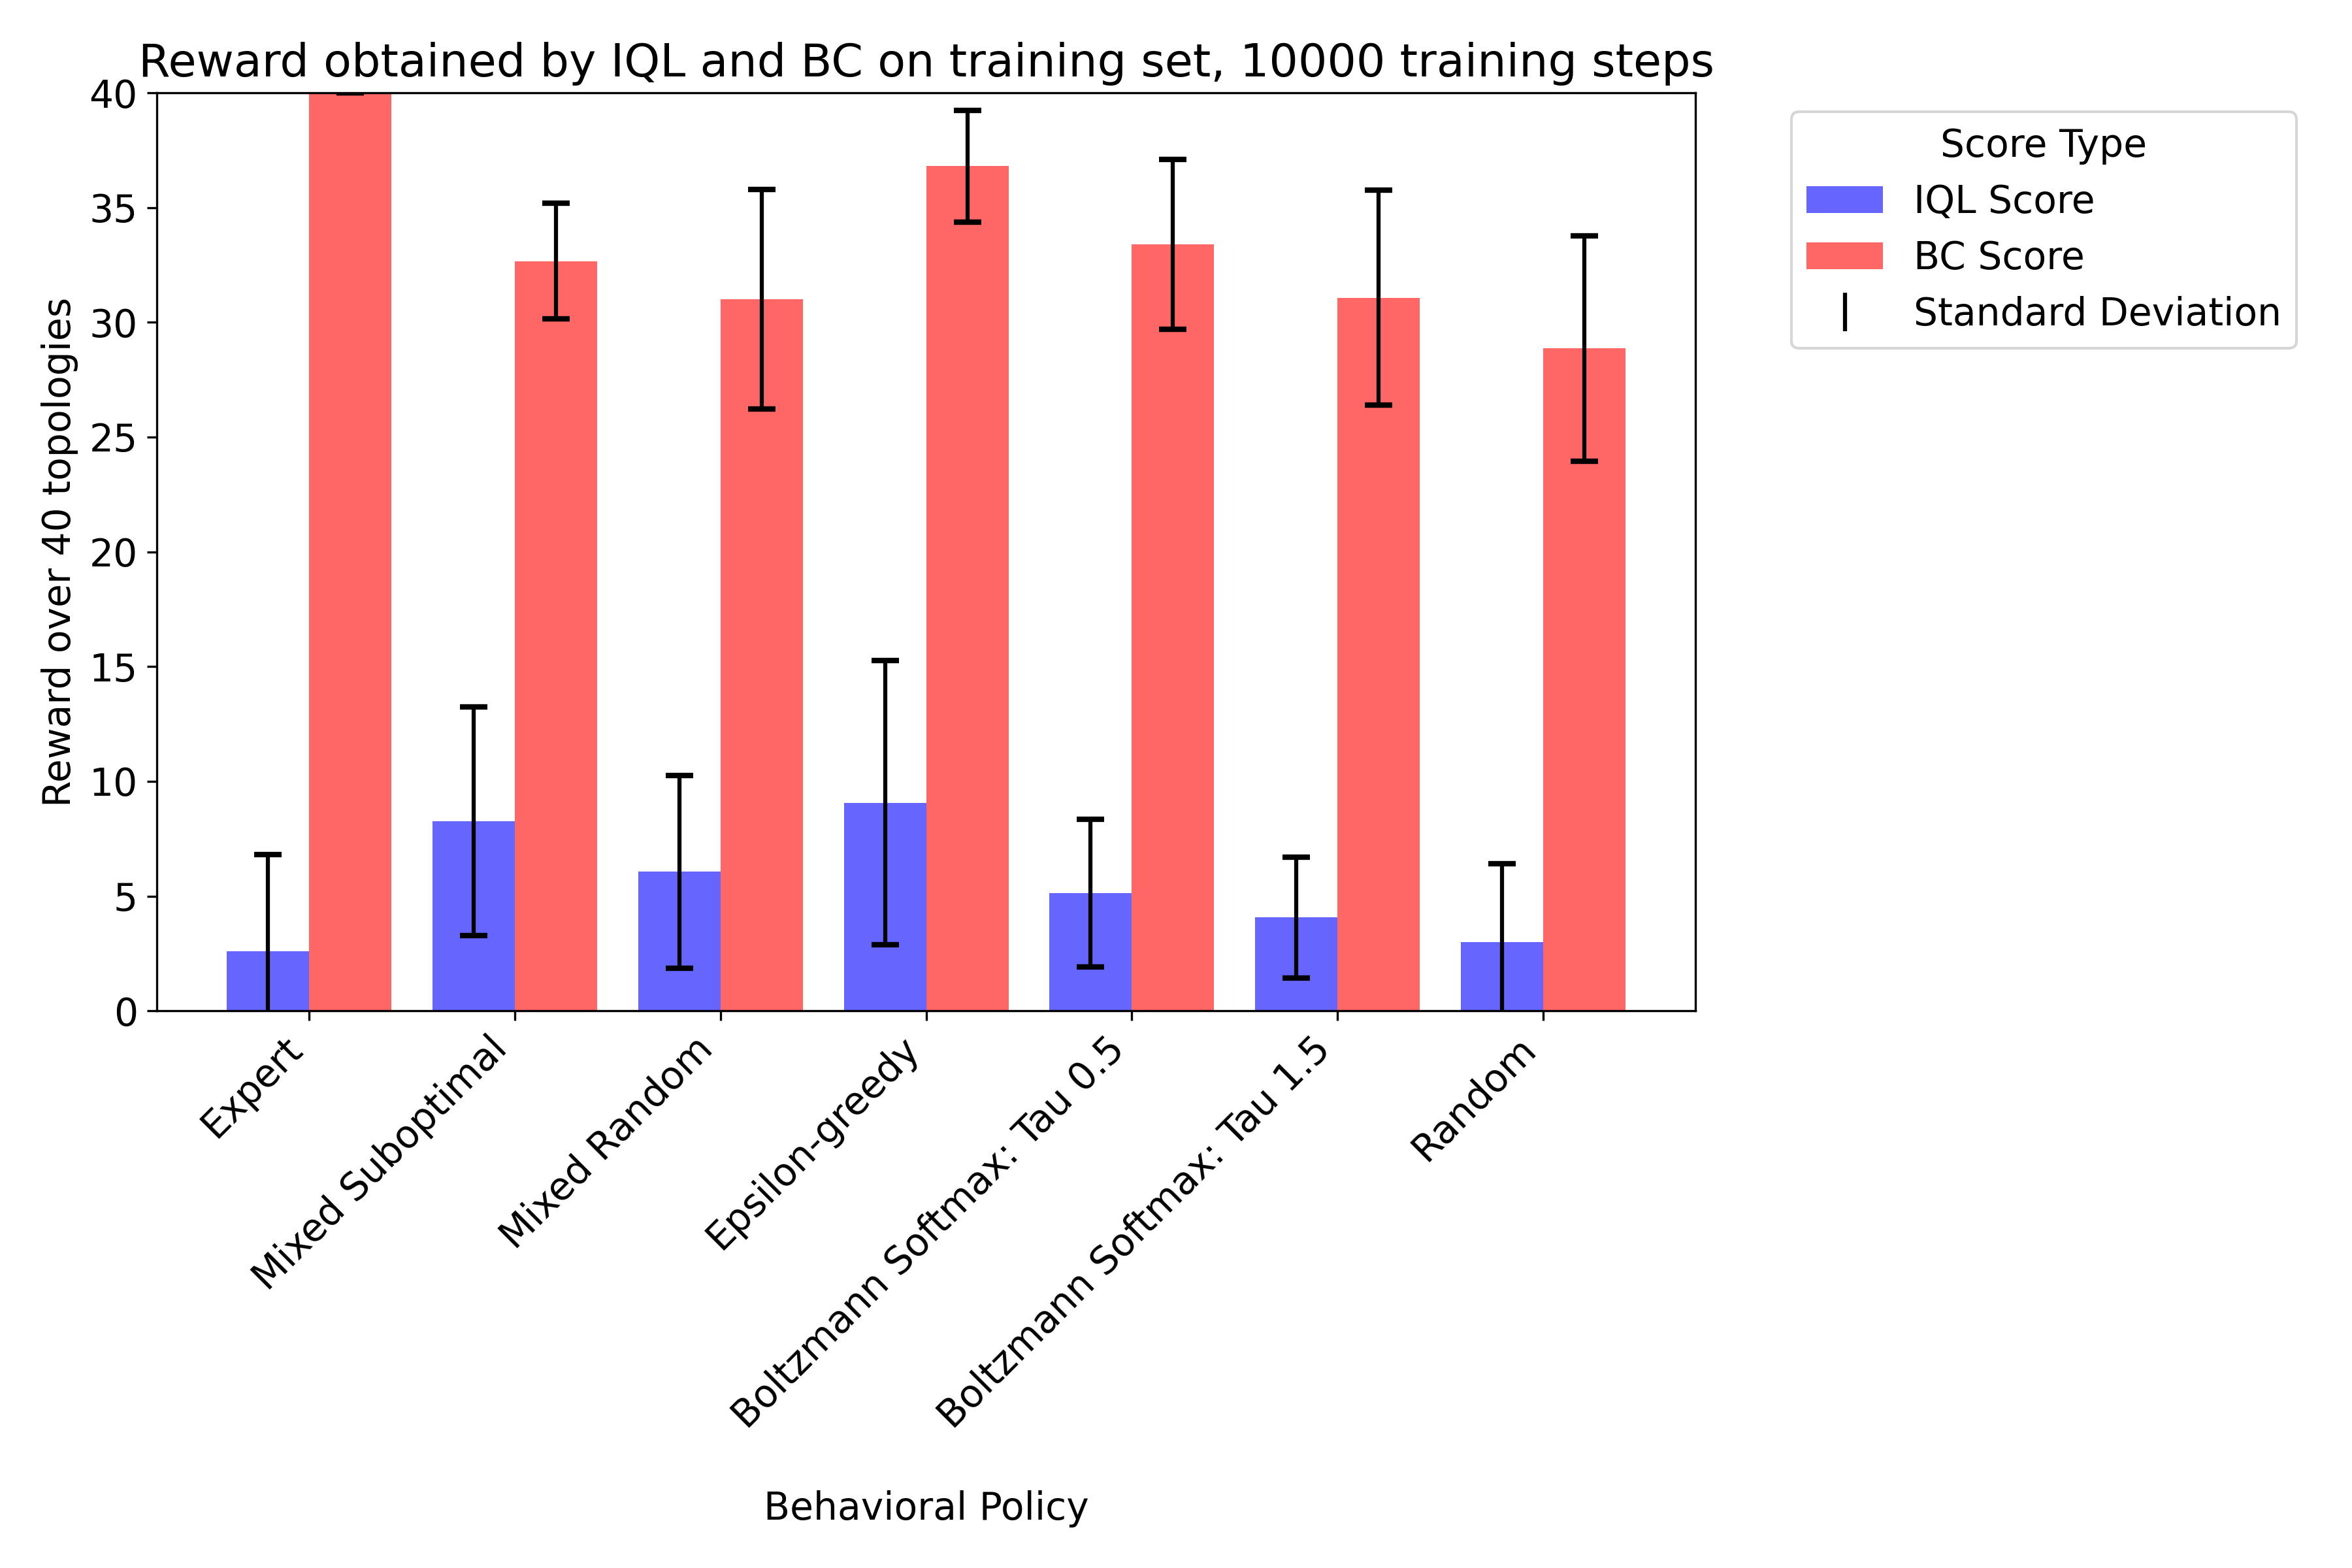 Reward obtained by IQL and BC on training set, 10000 training steps
Reward over 40 topologies
40
35
30
25
20
15
10
5
0
Score Type
IQL Score
BC Score
Standard Deviation
Expert
Mixed Suboptimal
Mixed Random
Epsilon-greedy
Boltzmann Softmax: Tau 0.5
Boltzmann Softmax: Tau 1.5
Random
Behavioral Policy